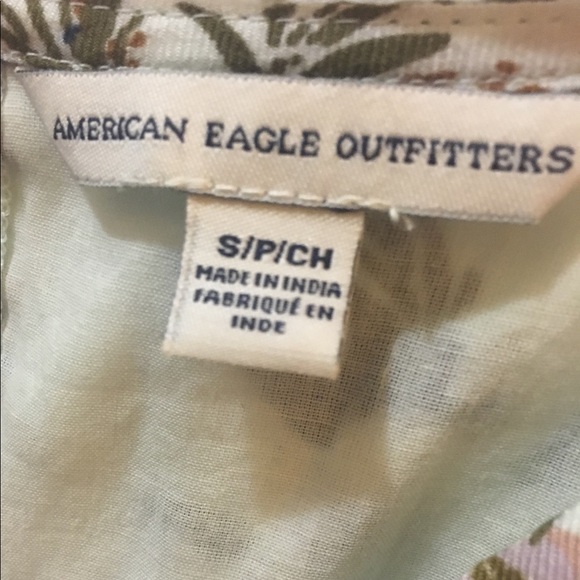 AMERICAN EAGLE OUTFITTERS
S/P/CH
MADE IN INDIA
FABRIQUÉ EN
INDE